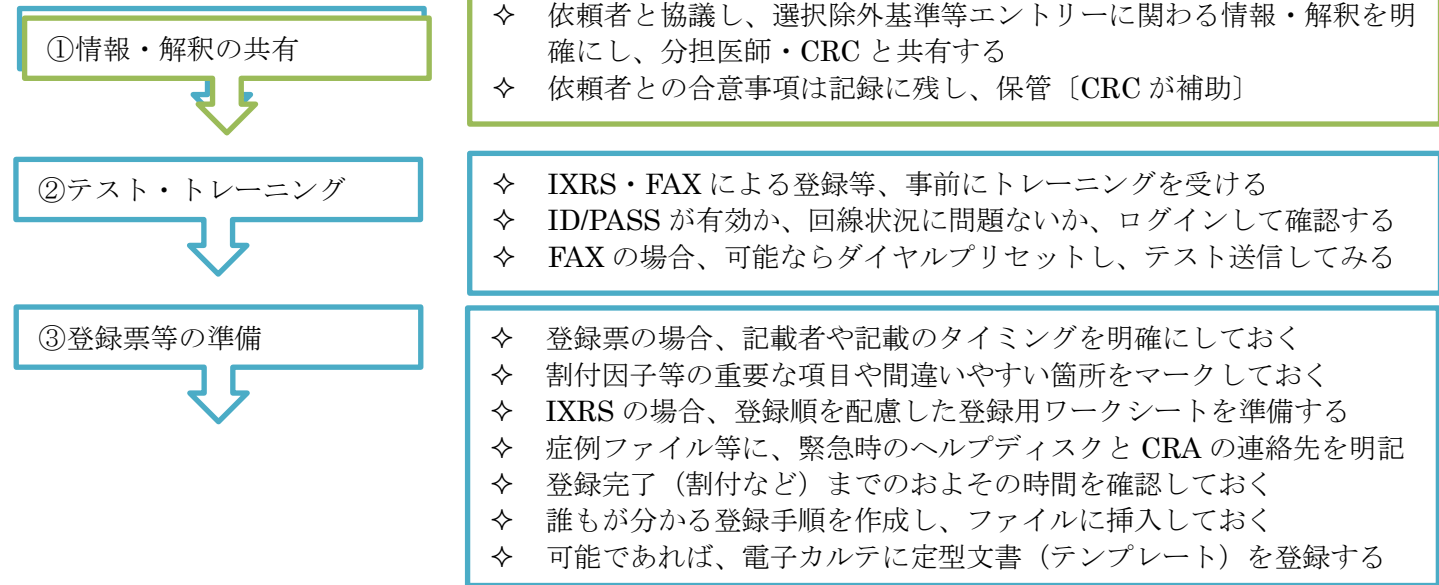 ①情報・解釈の共有
✧ 依頼者と協議し、選択除外基準等エントリーに関わる情報・解釈を明
確にし、分担医師・CRC と共有する
✧ 依頼者との合意事項は記録に残し、保管〔CRC が補助〕
②テスト・トレーニング
✧ IXRS・FAX による登録等、事前にトレーニングを受ける
✧ ID/PASS が有効か、回線状況に問題ないか、ログインして確認する
✧ FAX の場合、可能ならダイヤルプリセットし、テスト送信してみる
③登録票等の準備
✧ 登録票の場合、記載者や記載のタイミングを明確にしておく
✧ 割付因子等の重要な項目や間違いやすい箇所をマークしておく
✧ IXRS の場合、登録順を配慮した登録用ワークシートを準備する
✧ 症例ファイル等に、緊急時のヘルプディスクと CRA の連絡先を明記
✧ 登録完了（割付など）までのおよその時間を確認しておく
✧ 誰もが分かる登録手順を作成し、ファイルに挿入しておく
✧ 可能であれば、電子カルテに定型文書（テンプレート）を登録する